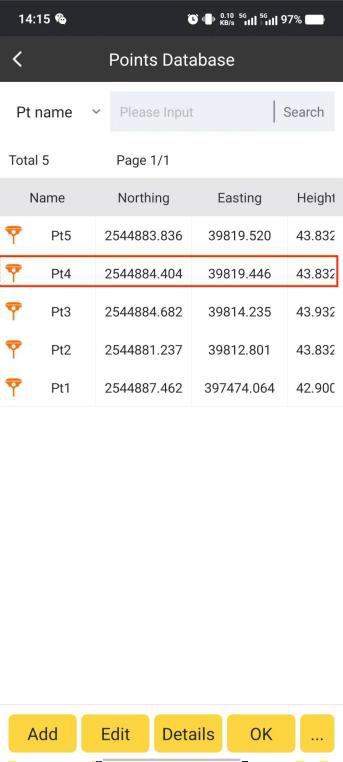 14:15 0.10 KB/s 5G 5G 97%
Points Database
Pt name Please Input Search
Total 5 Page 1/1
Name Northing Easting Height
Pt5 2544883.836 39819.520 43.832
Pt4 2544884.404 39819.446 43.832
Pt3 2544884.682 39814.235 43.932
Pt2 2544881.237 39812.801 43.832
Pt1 2544887.462 397474.064 42.900
Add Edit Details OK ...